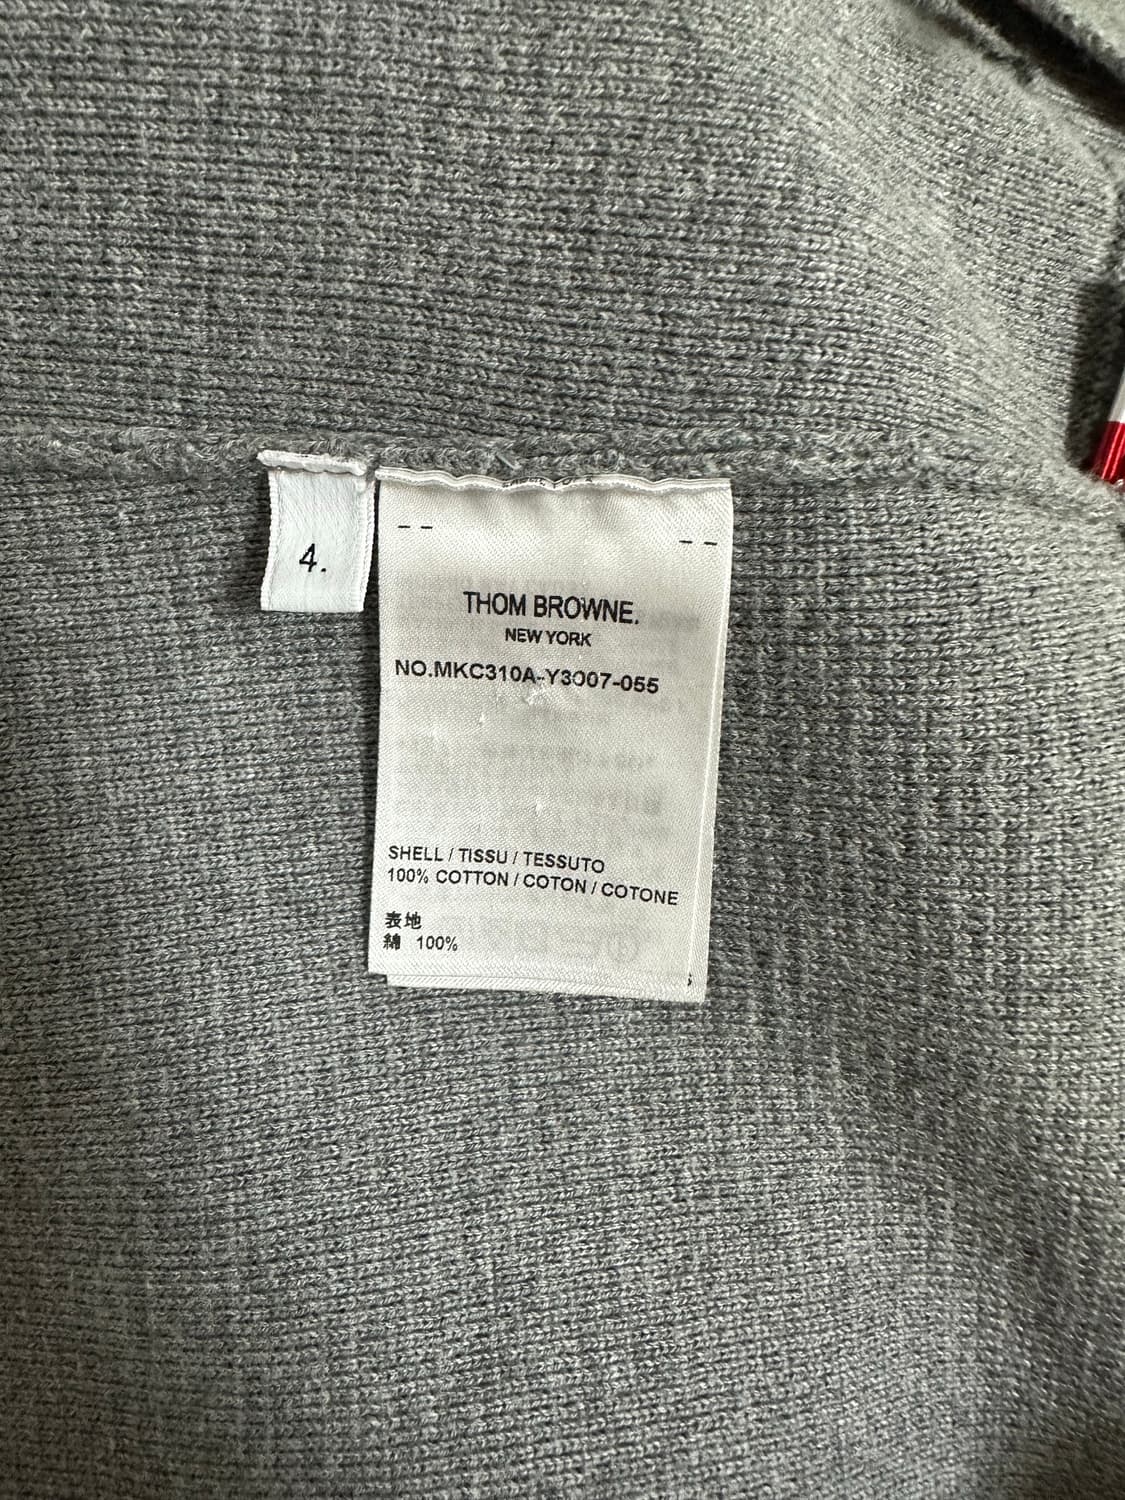 4.
THOM BROWNE.
NEW YORK
NO.MKC310A-Y3007-055
SHELL / TISSU / TESSUTO
100% COTTON / COTON / COTONE
表地
綿 100%